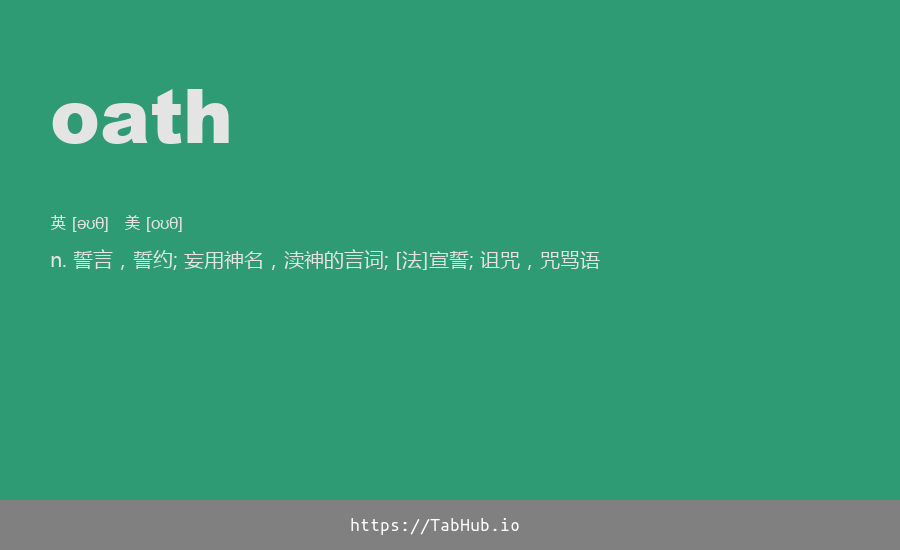 oath
英 [əʊθ] 美 [oʊθ]
n. 誓言，誓约; 妄用神名，渎神的言词; [法]宣誓; 诅咒，咒骂语
https://TabHub.io